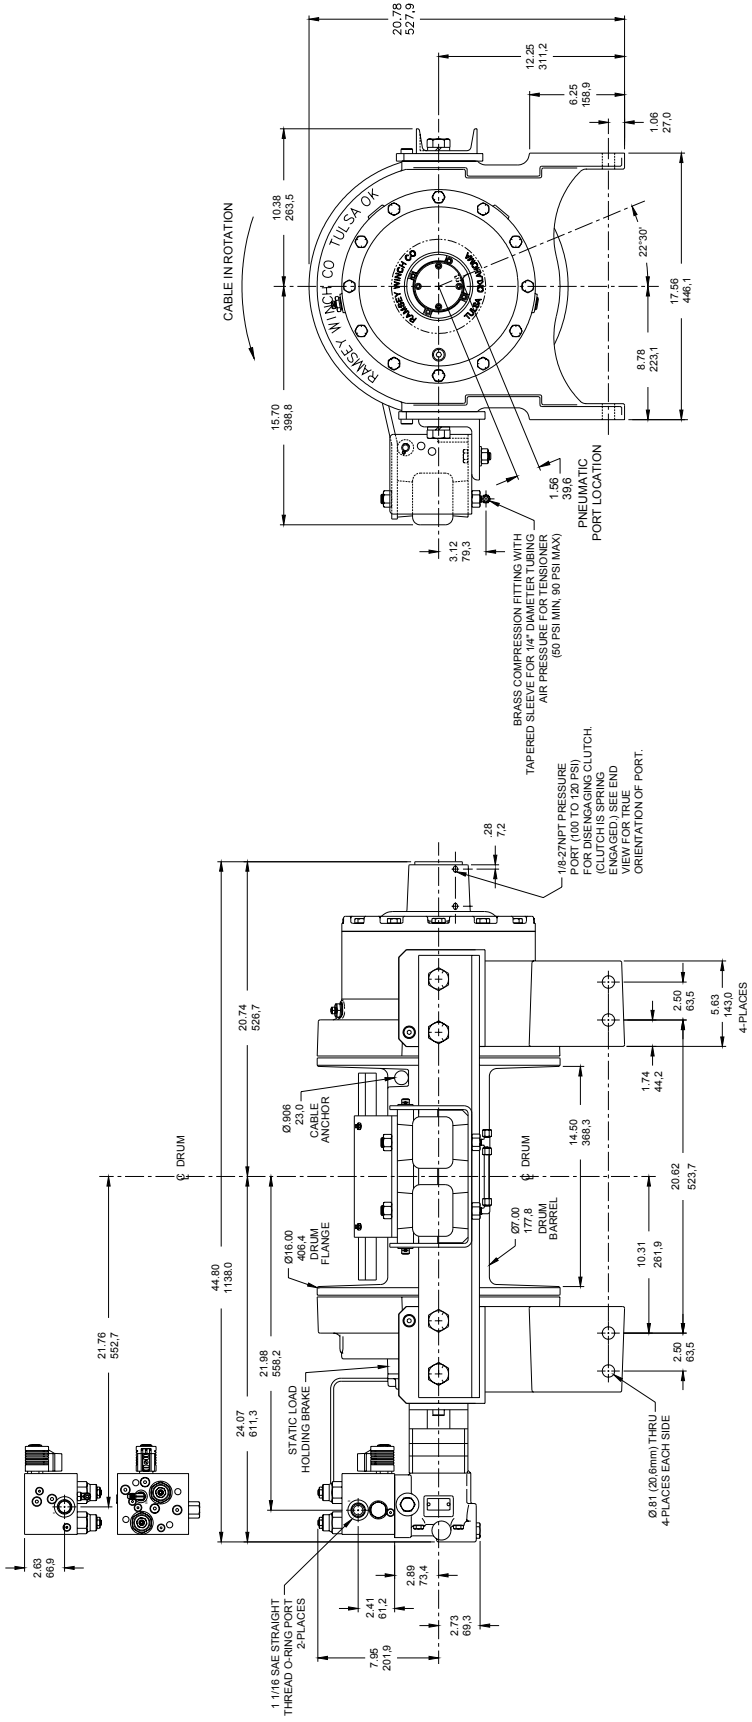 20.78
527,9
12.25
311,2
6.25
158,9
1.06
27,0
10.38
263,5
CABLE IN ROTATION
15.70
398,8
RAMSEY WINCH CO TULSA OK
RAMSEY WINCH CO
TULSA OKLAHOMA
22°30'
17.56
446,1
8.78
223,1
1.56
39,6
PNEUMATIC
PORT LOCATION
3.12
79,3
BRASS COMPRESSION FITTING WITH
TAPERED SLEEVE FOR 1/4" DIAMETER TUBING
AIR PRESSURE FOR TENSIONER
(50 PSI MIN, 90 PSI MAX)
1/8-27NPT PRESSURE
PORT (100 TO 120 PSI)
FOR DISENGAGING CLUTCH.
(CLUTCH IS SPRING
ENGAGED.) SEE END
VIEW FOR TRUE
ORIENTATION OF PORT.
.28
7,2
44.80
1138.0
20.74
526,7
24.07
611,3
21.76
552,7
21.98
558,2
DRUM
Ø.906
23,0
CABLE
ANCHOR
Ø16.00
406,4
DRUM
FLANGE
STATIC LOAD
HOLDING BRAKE
DRUM
Ø7.00
177,8
DRUM
BARREL
14.50
368,3
1.74
44,2
2.50
63,5
5.63
143,0
4-PLACES
20.62
523,7
10.31
261,9
2.50
63,5
Ø.81 (20,6mm) THRU
4-PLACES EACH SIDE
2.63
66,9
1 1/16 SAE STRAIGHT
THREAD O-RING PORT
2-PLACES
2.41
61,2
2.89
73,4
7.95
201,9
2.73
69,3